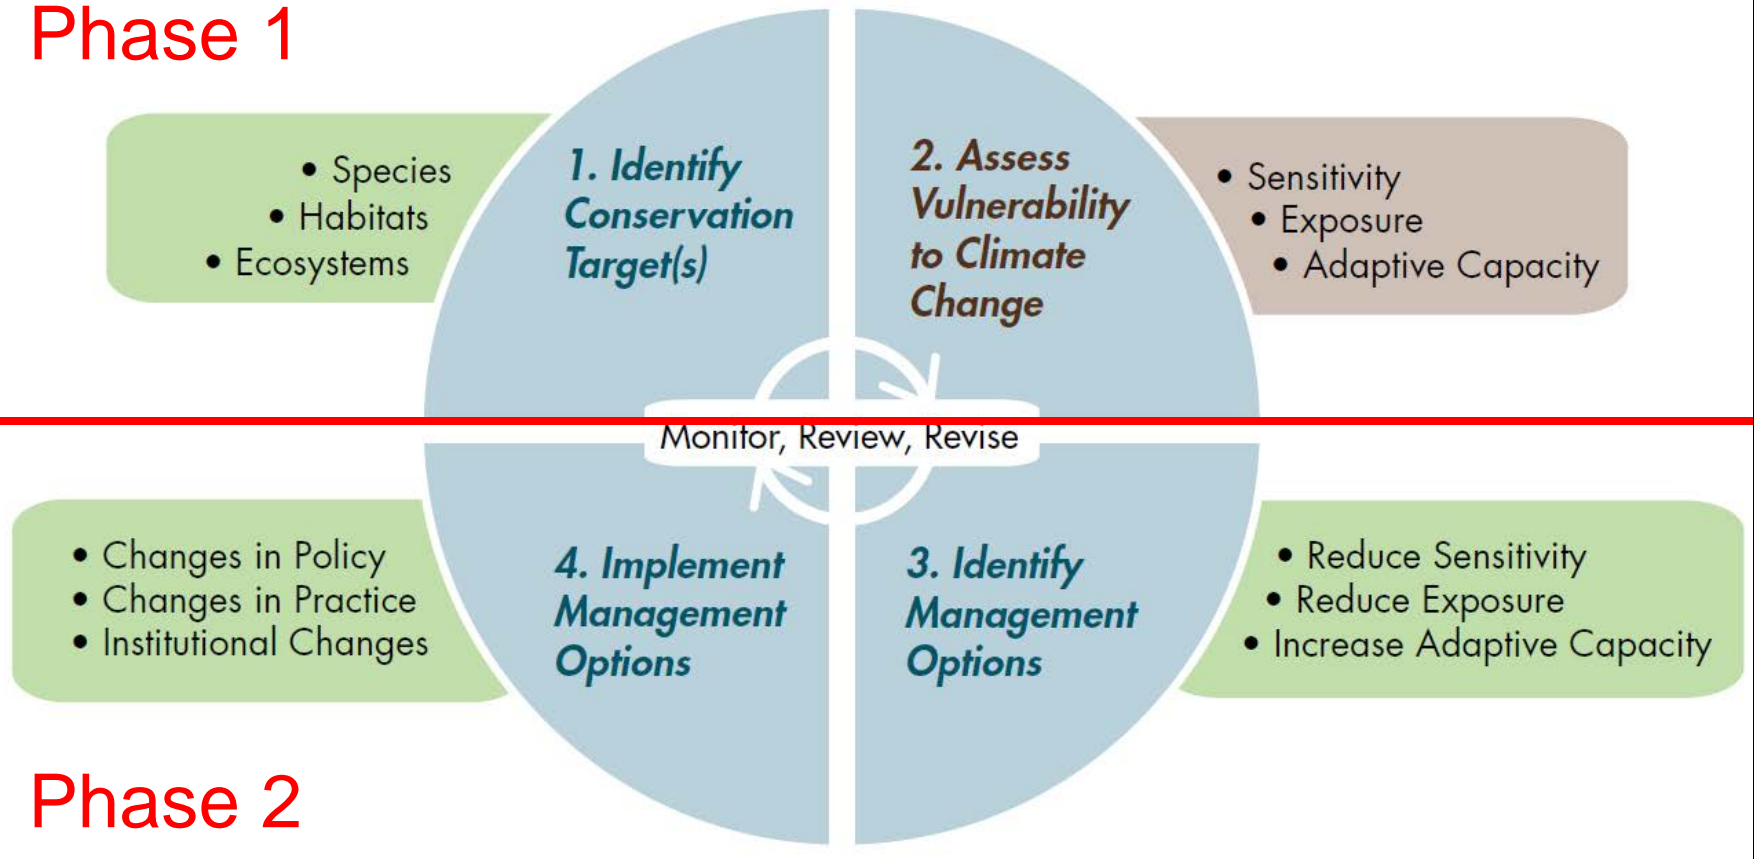 Phase 1
• Species
• Habitats
• Ecosystems
1. Identify
Conservation
Target(s)
2. Assess
Vulnerability
to Climate
Change
• Sensitivity
• Exposure
• Adaptive Capacity
Monitor, Review, Revise
• Changes in Policy
• Changes in Practice
• Institutional Changes
4. Implement
Management
Options
3. Identify
Management
Options
• Reduce Sensitivity
• Reduce Exposure
• Increase Adaptive Capacity
Phase 2